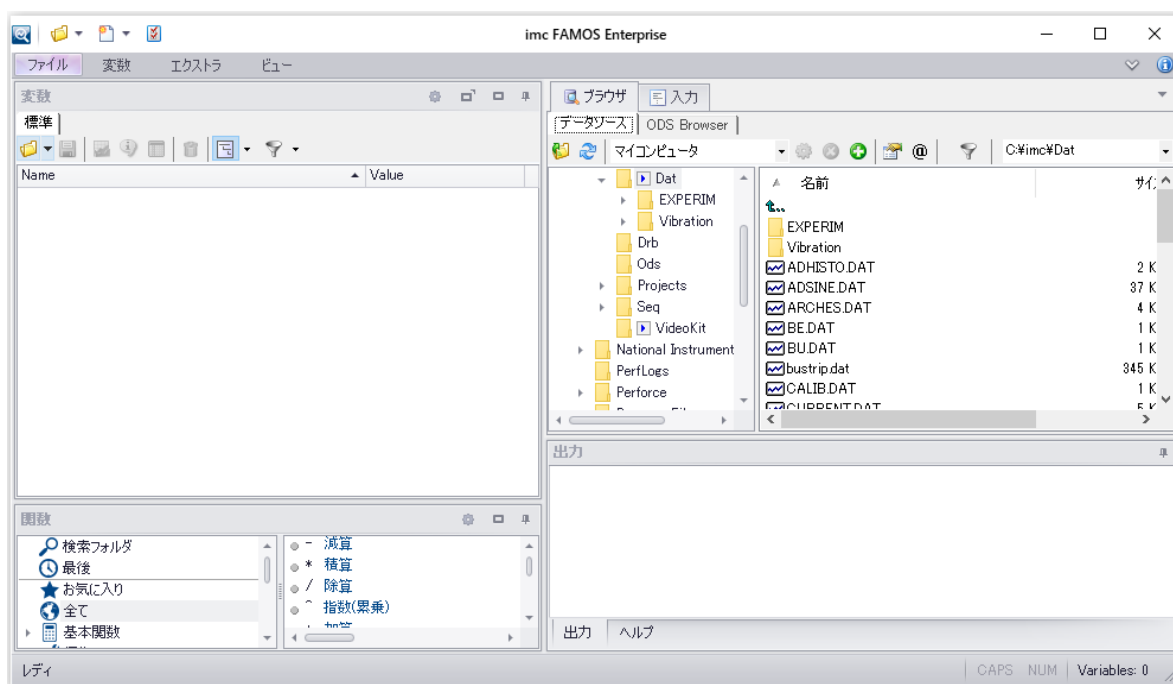 imc FAMOS Enterprise
ファイル 変数 エクストラ ビュー
変数
標準
Name Value
ブラウザ 入力
データソース ODS Browser
マイコンピュータ @ C:¥imc¥Dat
Dat
EXPERIM
Vibration
Drb
Ods
Projects
Seq
VideoKit
National Instrument
PerfLogs
Perforce
名前
EXPERIM
Vibration
ADHISTO.DAT 2 K
ADSINE.DAT 37 K
ARCHES.DAT 4 K
BE.DAT 1 K
BU.DAT 1 K
bustrip.dat 345 K
CALIB.DAT 1 K
CURRENT.DAT 5 K
出力
出力 ヘルプ
関数
検索フォルダ
最後
お気に入り
全て
基本関数
- 減算
* 積算
/ 除算
^ 指数(累乗)
レディ
CAPS NUM Variables: 0